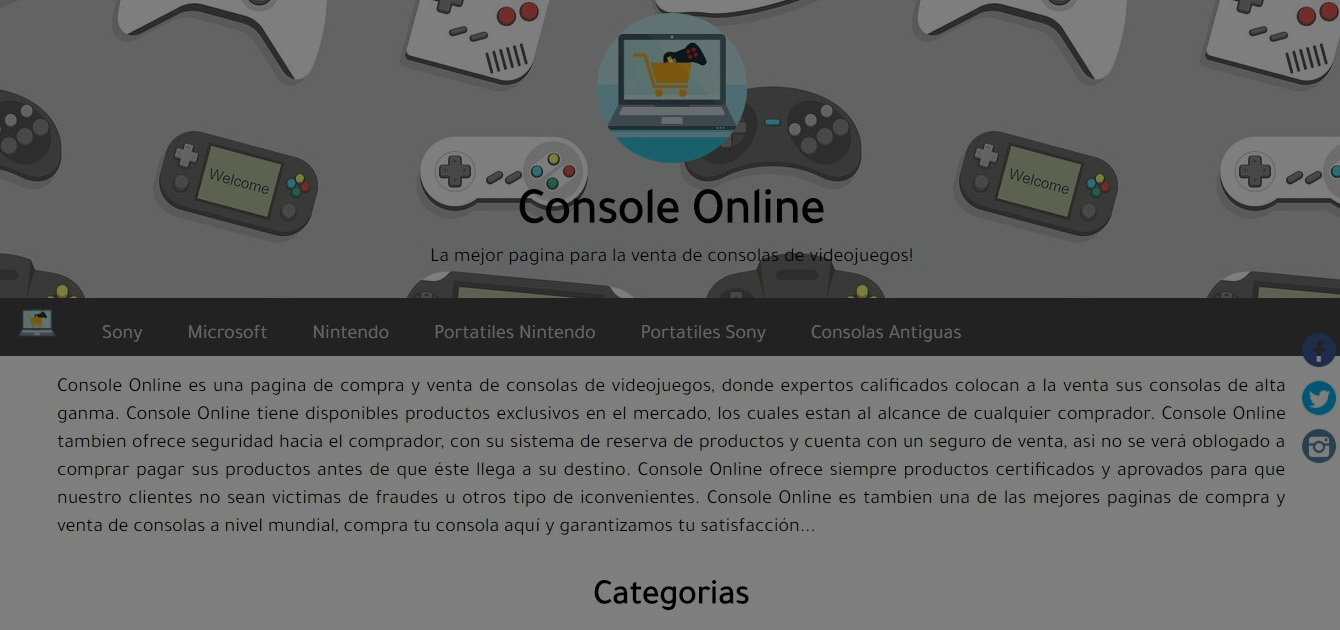 Welcome
Welcome
Console Online
La mejor pagina para la venta de consolas de videojuegos!
Sony Microsoft Nintendo Portatiles Nintendo Portatiles Sony Consolas Antiguas
Console Online es una pagina de compra y venta de consolas de videojuegos, donde expertos calificados colocan a la venta sus consolas de alta
ganma. Console Online tiene disponibles productos exclusivos en el mercado, los cuales estan al alcance de cualquier comprador. Console Online
tambien ofrece seguridad hacia el comprador, con su sistema de reserva de productos y cuenta con un seguro de venta, asi no se verá oblogado a
comprar pagar sus productos antes de que éste llega a su destino. Console Online ofrece siempre productos certificados y aprovados para que
nuestro clientes no sean victimas de fraudes u otros tipo de iconvenientes. Console Online es tambien una de las mejores paginas de compra y
venta de consolas a nivel mundial, compra tu consola aquí y garantizamos tu satisfacción...
Categorias